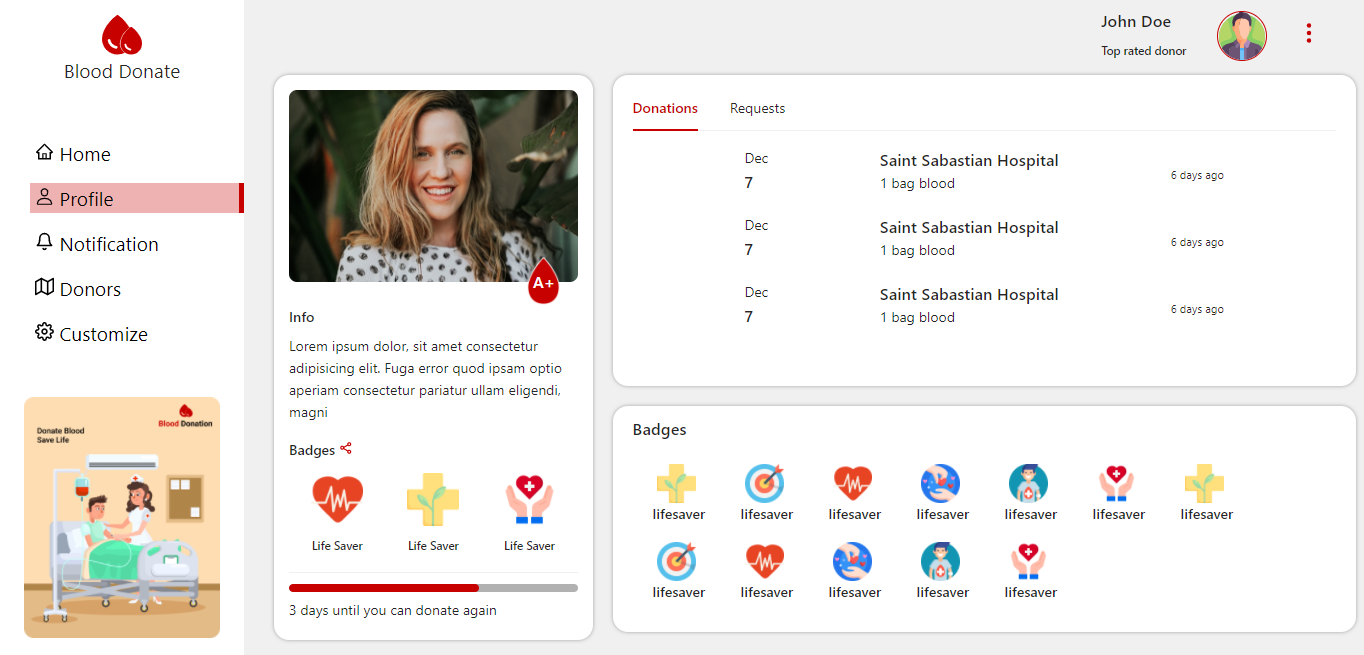 Blood Donate
Home
Profile
Notification
Donors
Customize
Donate Blood
Save Life
Blood Donation
John Doe
Top rated donor
A+
Info
Lorem ipsum dolor, sit amet consectetur
adipisicing elit. Fuga error quod ipsam optio
aperiam consectetur pariatur ullam eligendi,
magni
Badges
Life Saver Life Saver Life Saver
3 days until you can donate again
Donations Requests
Dec Saint Sabastian Hospital
7 1 bag blood 6 days ago
Dec Saint Sabastian Hospital
7 1 bag blood 6 days ago
Dec Saint Sabastian Hospital
7 1 bag blood 6 days ago
Badges
lifesaver lifesaver lifesaver lifesaver lifesaver lifesaver lifesaver
lifesaver lifesaver lifesaver lifesaver lifesaver